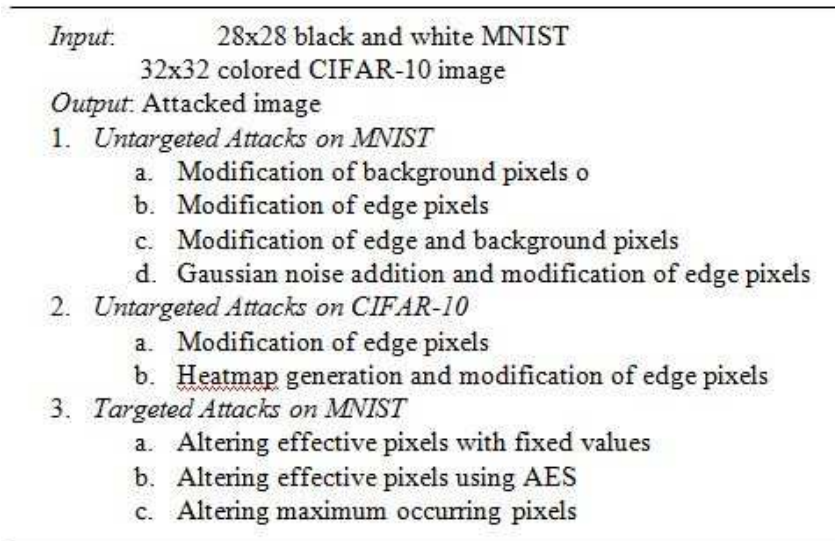 Input: 28x28 black and white MNIST
32x32 colored CIFAR-10 image
Output: Attacked image
1. Untargeted Attacks on MNIST
a. Modification of background pixels o
b. Modification of edge pixels
c. Modification of edge and background pixels
d. Gaussian noise addition and modification of edge pixels
2. Untargeted Attacks on CIFAR-10
a. Modification of edge pixels
b. Heatmap generation and modification of edge pixels
3. Targeted Attacks on MNIST
a. Altering effective pixels with fixed values
b. Altering effective pixels using AES
c. Altering maximum occurring pixels